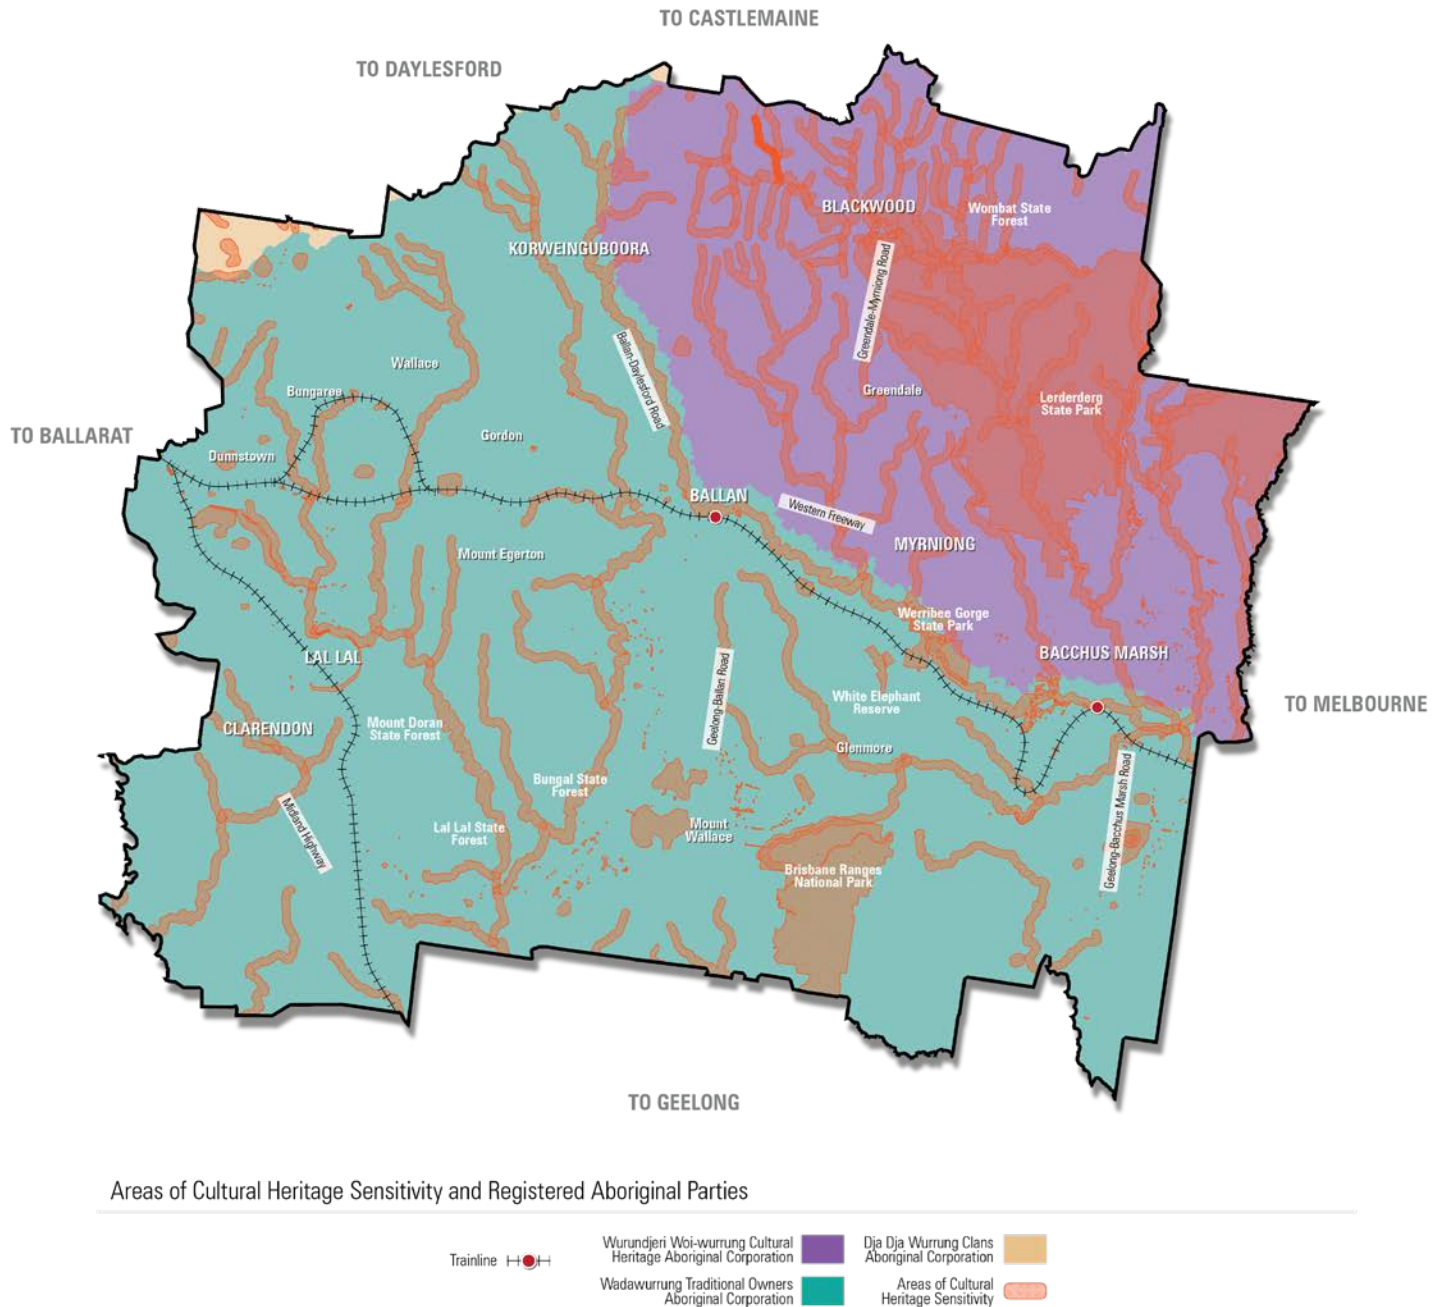 TO CASTLEMAINE
TO DAYLESFORD
BLACKWOOD
Wombat State
Forest
KORWEINGUBOORA
Greendale-Myrniong Road
Ballan-Daylesford Road
Wallace
Bungaree
Greendale
Lerderderg
State Park
TO BALLARAT
Gordon
Dunnstown
BALLAN
Western Freeway
MYRNIONG
Mount Egerton
Werribee Gorge
State Park
LAL LAL
BACCHUS MARSH
Geelong-Ballan Road
White Elephant
Reserve
TO MELBOURNE
CLARENDON
Mount Doran
State Forest
Glenmore
Bungal State
Forest
Geelong-Bacchus Marsh Road
Midland Highway
Lal Lal State
Forest
Mount
Wallace
Brisbane Ranges
National Park
TO GEELONG
Areas of Cultural Heritage Sensitivity and Registered Aboriginal Parties
Trainline
Wurundjeri Woi-wurrung Cultural
Heritage Aboriginal Corporation
Wadawurrung Traditional Owners
Aboriginal Corporation
Dja Dja Wurrung Clans
Aboriginal Corporation
Areas of Cultural
Heritage Sensitivity